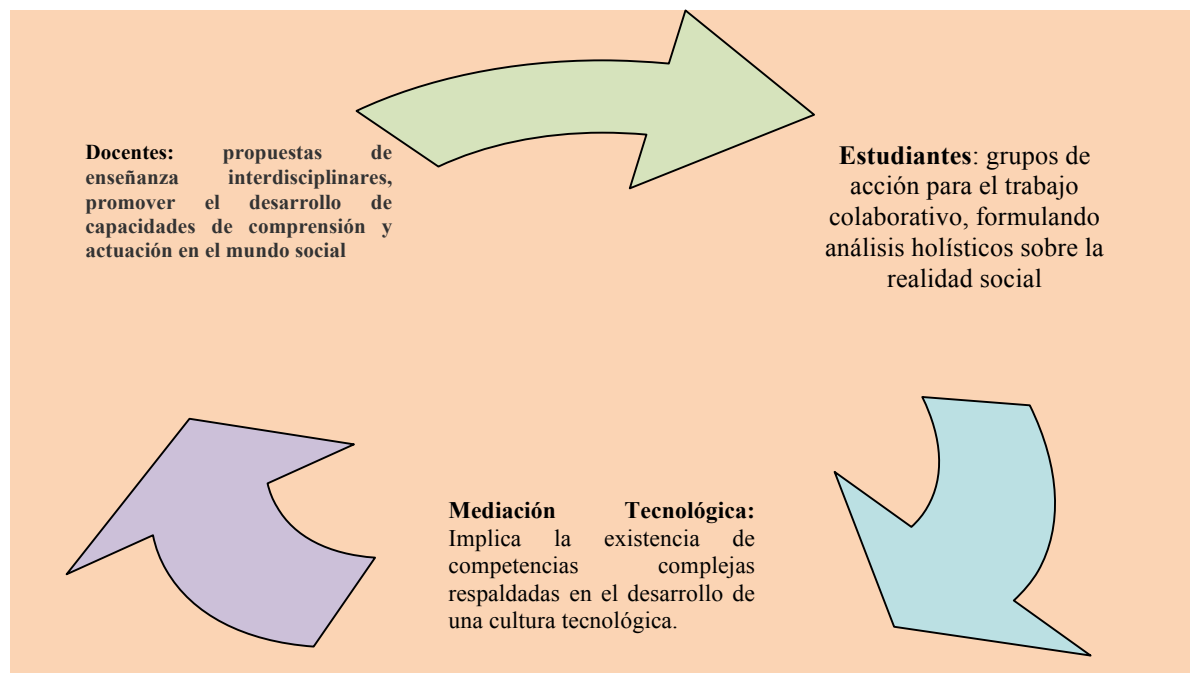 Docentes: propuestas de
enseñanza interdisciplinares,
promover el desarrollo de
capacidades de comprensión y
actuación en el mundo social
Estudiantes: grupos de
acción para el trabajo
colaborativo, formulando
análisis holísticos sobre la
realidad social
Mediación Tecnológica:
Implica la existencia de
competencias complejas
respaldadas en el desarrollo de
una cultura tecnológica.